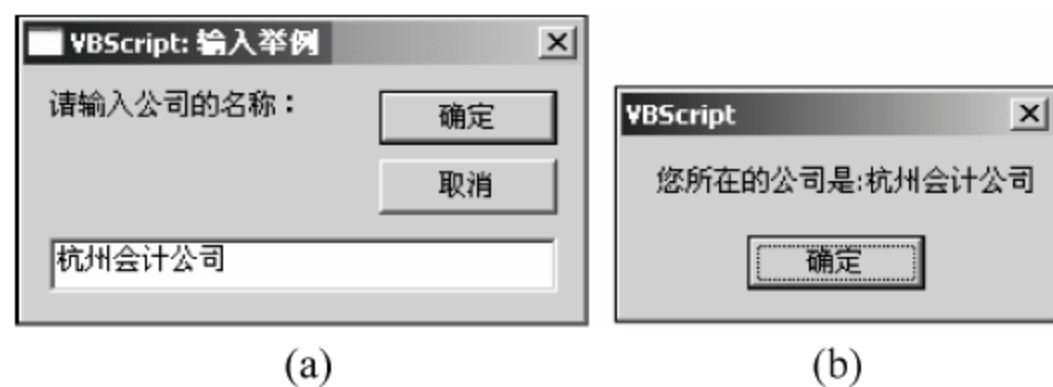 VBScript: 输入举例
请输入公司的名称：
确定
取消
杭州会计公司
(a)
VBScript
您所在的公司是:杭州会计公司
确定
(b)